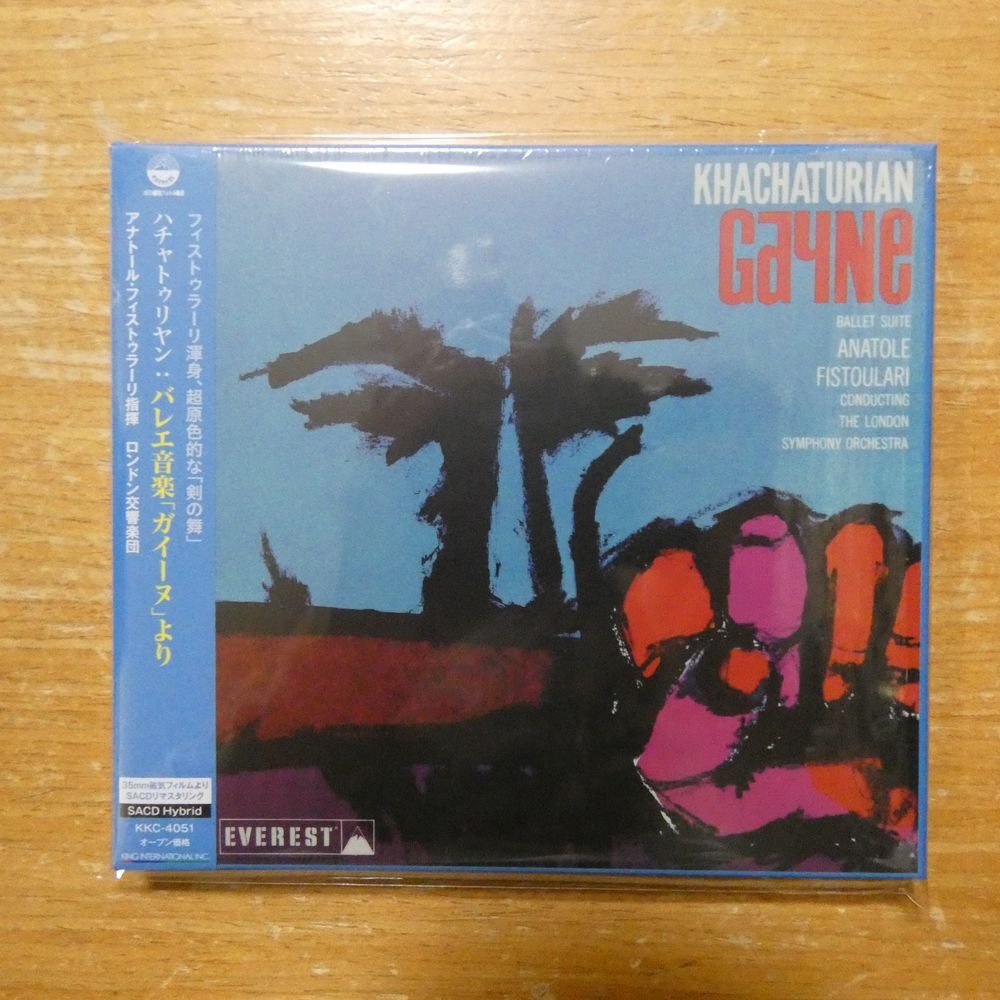 フィストゥラーリ渾身、超原色的な「剣の舞」
ハチャトゥリヤン：バレエ音楽「ガイーヌ」より
アナトール・フィストゥラーリ指揮　ロンドン交響楽団
35mm磁気フィルムより
SACDリマスタリング
SACD Hybrid
KKC-4051
オープン価格
KING INTERNATIONAL INC.
KHACHATURIAN
GayNe
BALLET SUITE
ANATOLE
FISTOULARI
CONDUCTING
THE LONDON
SYMPHONY ORCHESTRA
EVEREST